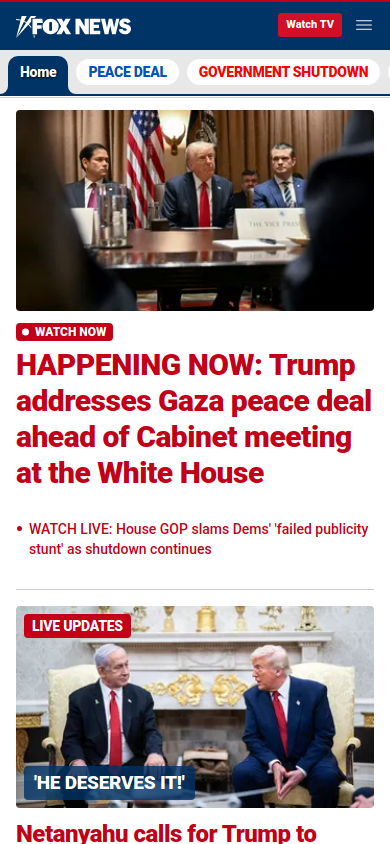 FOX NEWS
Watch TV
Home
PEACE DEAL
GOVERNMENT SHUTDOWN
THE VICE PRES
WATCH NOW
HAPPENING NOW: Trump
addresses Gaza peace deal
ahead of Cabinet meeting
at the White House
WATCH LIVE: House GOP slams Dems' 'failed publicity
stunt' as shutdown continues
LIVE UPDATES
'HE DESERVES IT!'
Netanyahu calls for Trump to